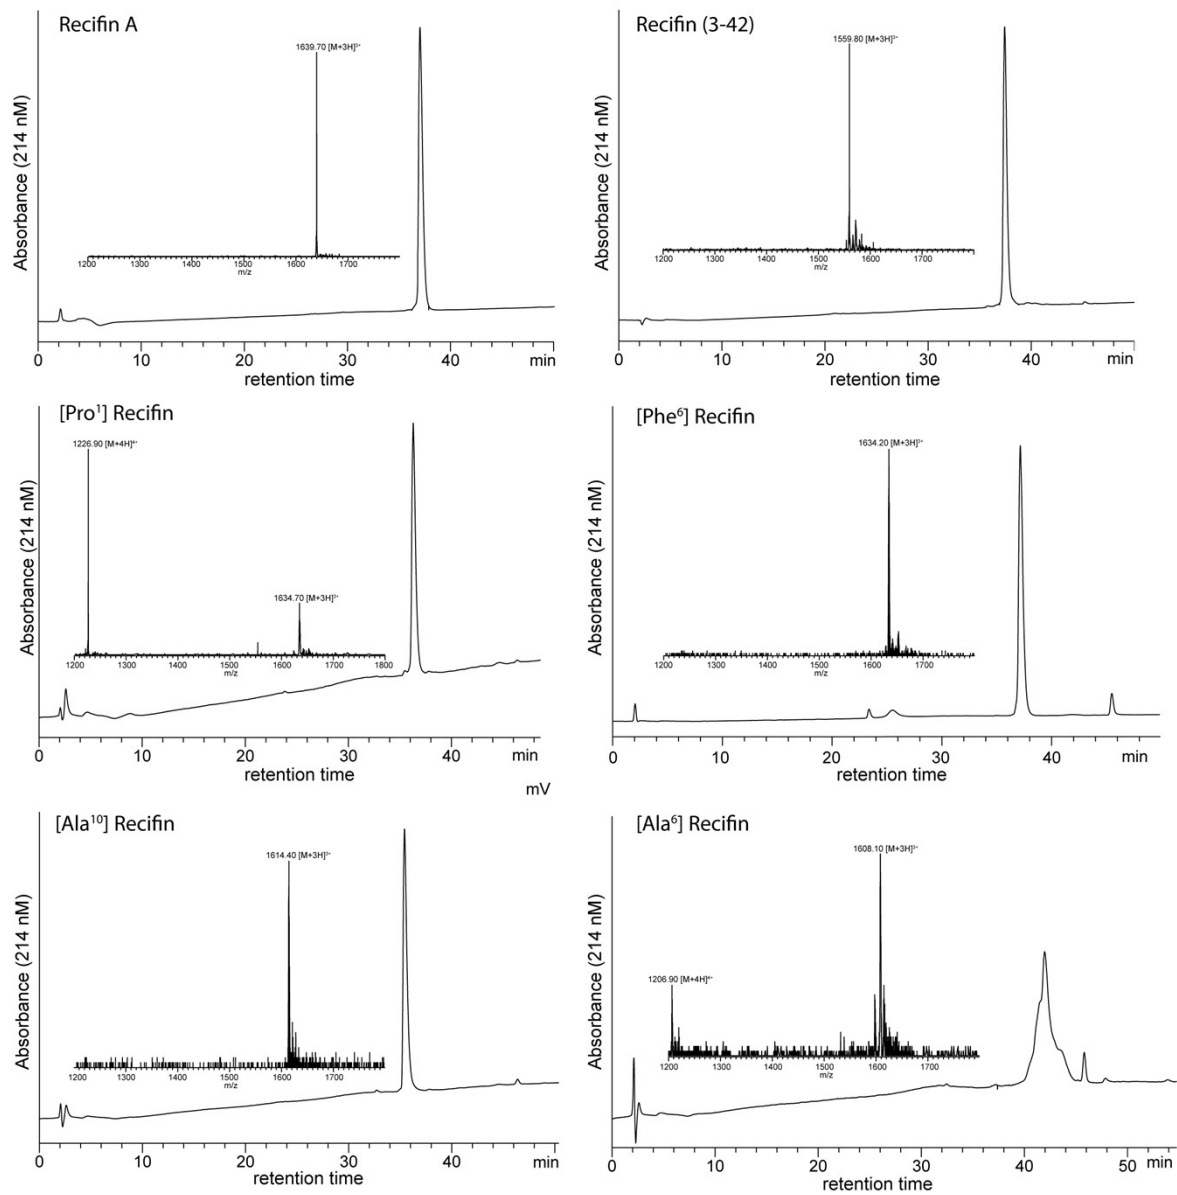 Recifin A
1639.70 [M+3H]³⁺
Absorbance (214 nM)
1200 1300 1400 1500 1600 1700
m/z
0 10 20 30 40 min
retention time
Recifin (3-42)
1559.80 [M+3H]³⁺
Absorbance (214 nM)
1200 1300 1400 1500 1600 1700
m/z
0 10 20 30 40 min
retention time
[Pro¹] Recifin
1226.90 [M+4H]⁴⁺
1634.70 [M+3H]³⁺
Absorbance (214 nM)
1200 1300 1400 1500 1600 1700 1800
m/z
0 10 20 30 40 min
retention time
mV
[Phe⁶] Recifin
1634.20 [M+3H]³⁺
Absorbance (214 nM)
1200 1300 1400 1500 1600 1700
m/z
0 10 20 30 40 min
retention time
[Ala¹⁰] Recifin
1614.40 [M+3H]³⁺
Absorbance (214 nM)
1200 1300 1400 1500 1600 1700
m/z
0 10 20 30 40 min
retention time
[Ala⁶] Recifin
1608.10 [M+3H]³⁺
1206.90 [M+4H]⁴⁺
Absorbance (214 nM)
1200 1300 1400 1500 1600 1700
m/z
0 10 20 30 40 50 min
retention time